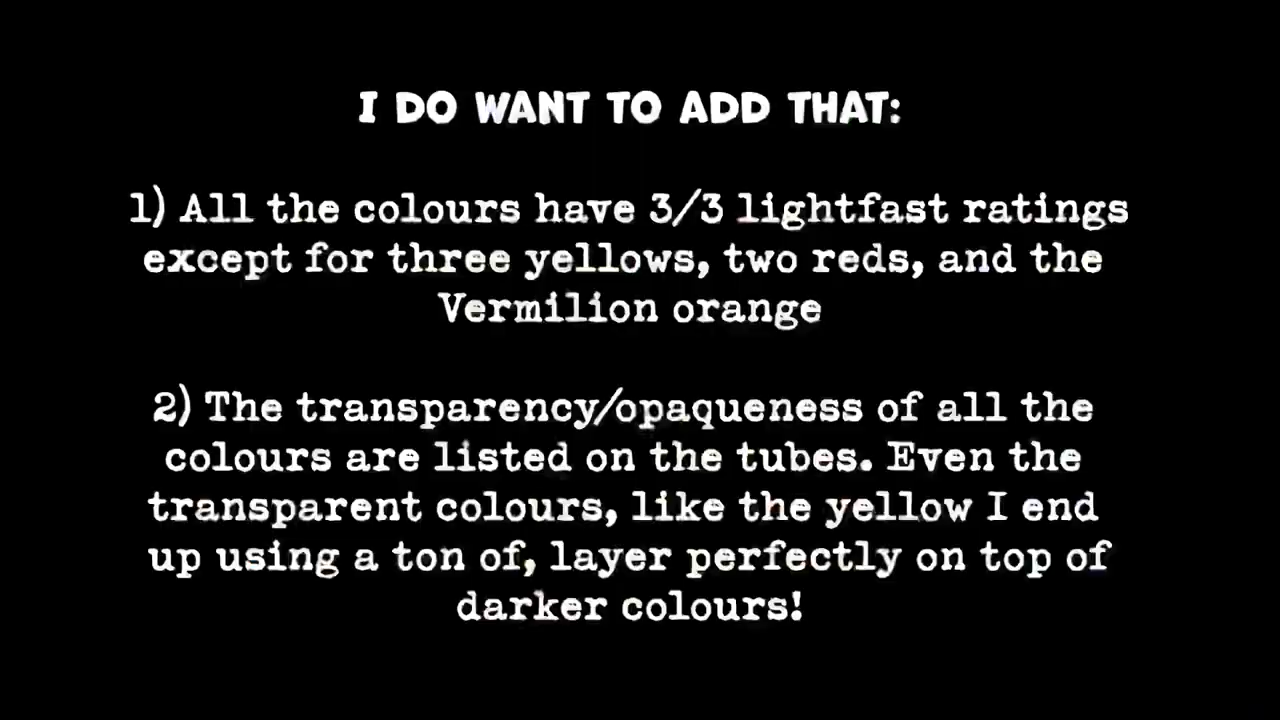 I DO WANT TO ADD THAT:
1) All the colours have 3/3 lightfast ratings
except for three yellows, two reds, and the
Vermilion orange
2) The transparency/opaqueness of all the
colours are listed on the tubes. Even the
transparent colours, like the yellow I end
up using a ton of, layer perfectly on top of
darker colours!